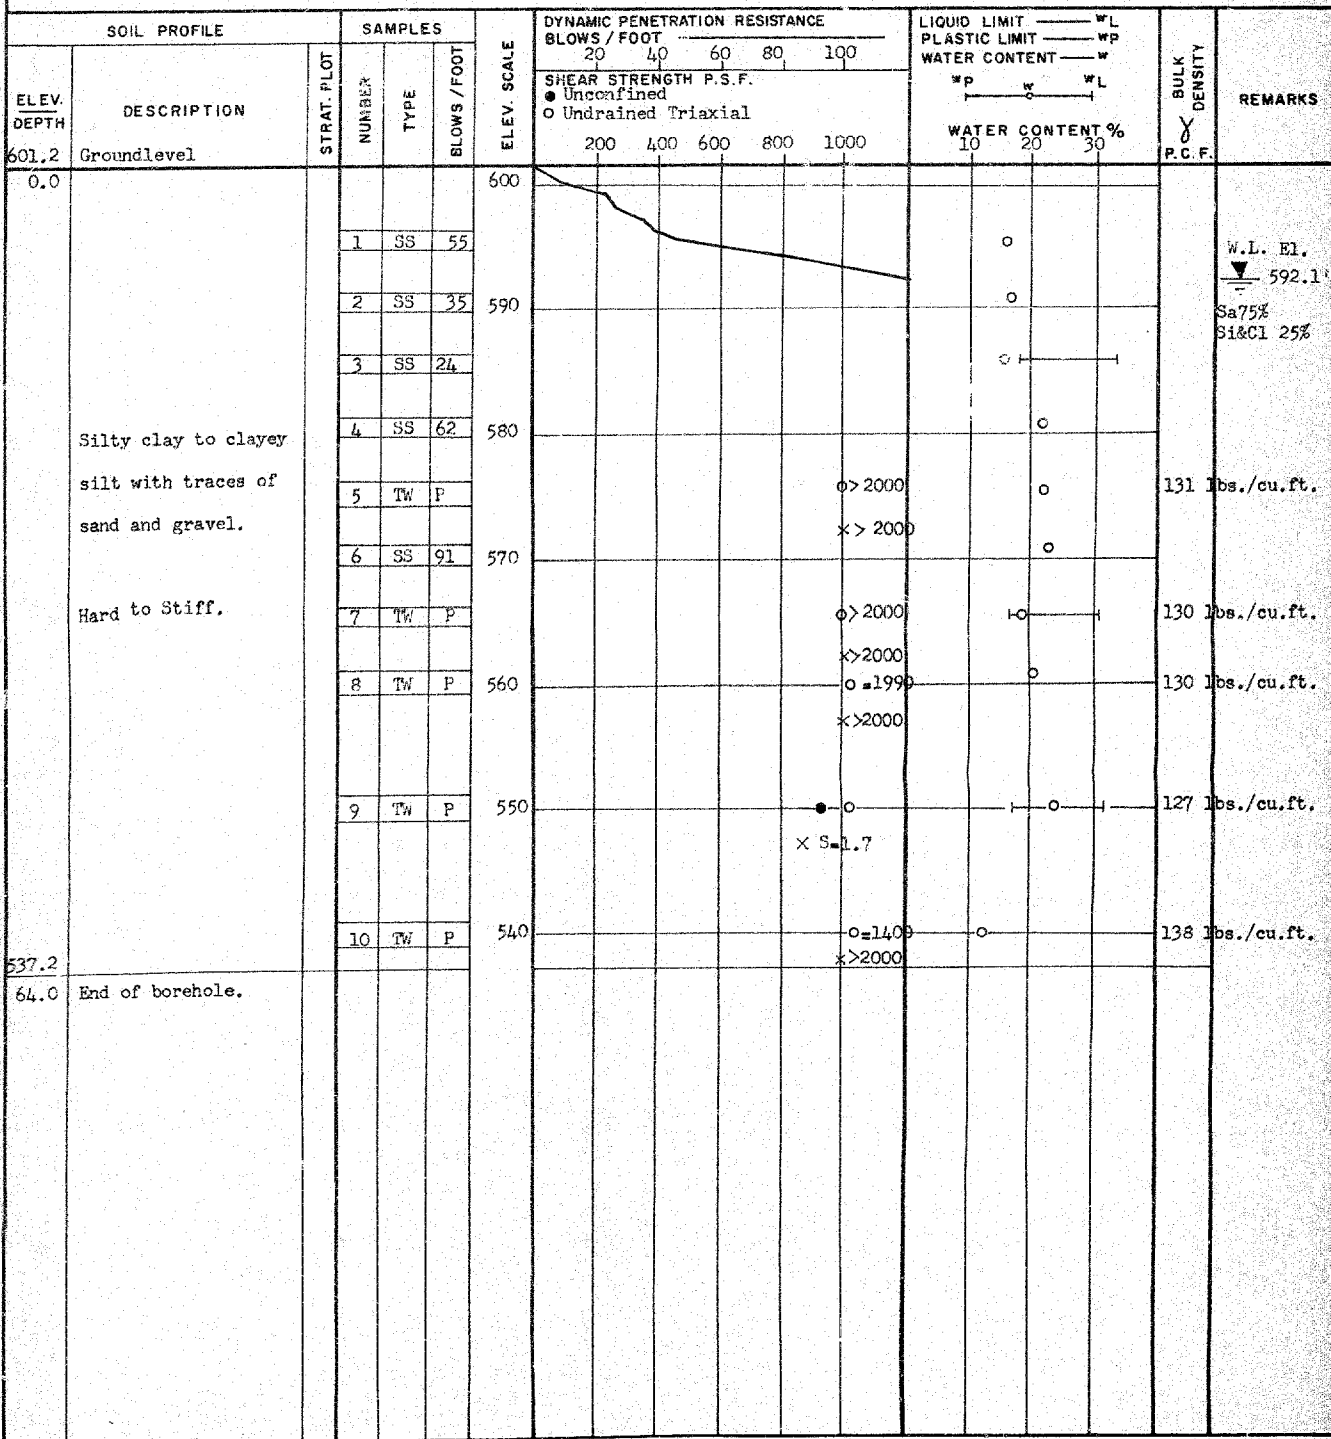 SOIL PROFILE
SAMPLES
ELEV. SCALE
DYNAMIC PENETRATION RESISTANCE
BLOWS / FOOT
20 40 60 80 100
SHEAR STRENGTH P.S.F.
● Unconfined
○ Undrained Triaxial
200 400 600 800 1000
LIQUID LIMIT WL
PLASTIC LIMIT WP
WATER CONTENT W
WP W WL
WATER CONTENT %
10 20 30
BULK DENSITY
γ
P.C.F.
REMARKS
ELEV.
DEPTH
DESCRIPTION
STRAT. PLOT
NUMBER
TYPE
BLOWS / FOOT
601.2 Groundlevel
0.0
600
1 SS 55
W.L. El.
592.1'
2 SS 35 590
Sa75%
Si&Cl 25%
3 SS 24
4 SS 62 580
Silty clay to clayey
silt with traces of
sand and gravel.
5 TW P o> 2000 131 lbs./cu.ft.
x> 2000
6 SS 91 570
Hard to Stiff.
7 TW P o> 2000 130 lbs./cu.ft.
x>2000
8 TW P 560 o =1990 130 lbs./cu.ft.
x>2000
9 TW P 550 127 lbs./cu.ft.
x S=1.7
10 TW P 540 o=1400 138 lbs./cu.ft.
x>2000
537.2
64.0 End of borehole.